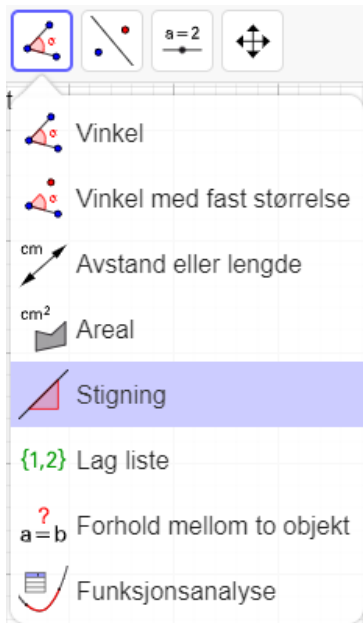 a=2
t
α Vinkel
α Vinkel med fast størrelse
cm Avstand eller lengde
cm² Areal
Stigning
{1,2} Lag liste
? a=b Forhold mellom to objekt
Funksjonsanalyse